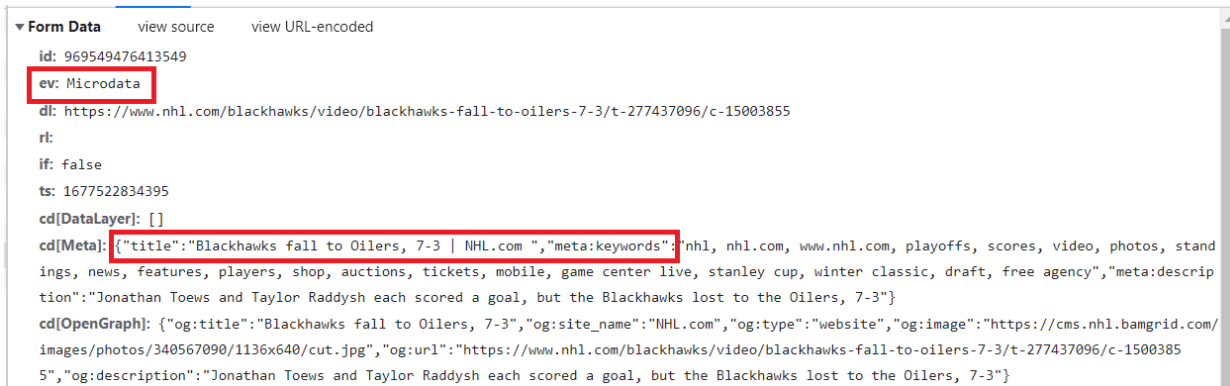 ▼ Form Data view source view URL-encoded
id: 969549476413549
ev: Microdata
dl: https://www.nhl.com/blackhawks/video/blackhawks-fall-to-oilers-7-3/t-277437096/c-15003855
rl:
if: false
ts: 1677522834395
cd[DataLayer]: []
cd[Meta]: {"title":"Blackhawks fall to Oilers, 7-3 | NHL.com ","meta:keywords":"nhl, nhl.com, www.nhl.com, playoffs, scores, video, photos, stand
ings, news, features, players, shop, auctions, tickets, mobile, game center live, stanley cup, winter classic, draft, free agency","meta:descrip
tion":"Jonathan Toews and Taylor Raddysh each scored a goal, but the Blackhawks lost to the Oilers, 7-3"}
cd[OpenGraph]: {"og:title":"Blackhawks fall to Oilers, 7-3","og:site_name":"NHL.com","og:type":"website","og:image":"https://cms.nhl.bamgrid.com/
images/photos/340567090/1136x640/cut.jpg","og:url":"https://www.nhl.com/blackhawks/video/blackhawks-fall-to-oilers-7-3/t-277437096/c-1500385
5","og:description":"Jonathan Toews and Taylor Raddysh each scored a goal, but the Blackhawks lost to the Oilers, 7-3"}